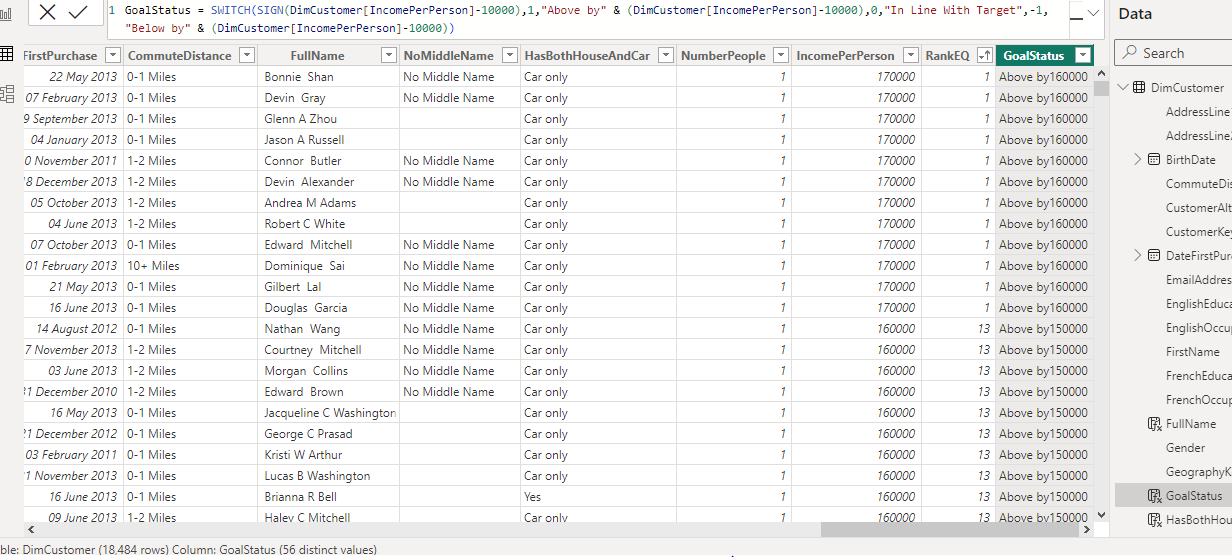 1 GoalStatus = SWITCH(SIGN(DimCustomer[IncomePerPerson]-10000),1,"Above by" & (DimCustomer[IncomePerPerson]-10000),0,"In Line With Target",-1,
"Below by" & (DimCustomer[IncomePerPerson]-10000))
FirstPurchase CommuteDistance FullName NoMiddleName HasBothHouseAndCar NumberPeople IncomePerPerson RankEQ GoalStatus
22 May 2013 0-1 Miles Bonnie Shan No Middle Name Car only 1 170000 1 Above by160000
07 February 2013 0-1 Miles Devin Gray No Middle Name Car only 1 170000 1 Above by160000
9 September 2013 0-1 Miles Glenn A Zhou Car only 1 170000 1 Above by160000
04 January 2013 0-1 Miles Jason A Russell Car only 1 170000 1 Above by160000
0 November 2011 1-2 Miles Connor Butler No Middle Name Car only 1 170000 1 Above by160000
8 December 2013 1-2 Miles Devin Alexander No Middle Name Car only 1 170000 1 Above by160000
05 October 2013 1-2 Miles Andrea M Adams Car only 1 170000 1 Above by160000
04 June 2013 1-2 Miles Robert C White Car only 1 170000 1 Above by160000
07 October 2013 0-1 Miles Edward Mitchell No Middle Name Car only 1 170000 1 Above by160000
01 February 2013 10+ Miles Dominique Sai No Middle Name Car only 1 170000 1 Above by160000
21 May 2013 0-1 Miles Gilbert Lal No Middle Name Car only 1 170000 1 Above by160000
16 June 2013 0-1 Miles Douglas Garcia No Middle Name Car only 1 170000 1 Above by160000
14 August 2012 0-1 Miles Nathan Wang No Middle Name Car only 1 160000 13 Above by150000
7 November 2013 1-2 Miles Courtney Mitchell No Middle Name Car only 1 160000 13 Above by150000
03 June 2013 1-2 Miles Morgan Collins No Middle Name Car only 1 160000 13 Above by150000
31 December 2010 1-2 Miles Edward Brown No Middle Name Car only 1 160000 13 Above by150000
16 May 2013 0-1 Miles Jacqueline C Washington Car only 1 160000 13 Above by150000
21 December 2012 0-1 Miles George C Prasad Car only 1 160000 13 Above by150000
03 February 2011 0-1 Miles Kristi W Arthur Car only 1 160000 13 Above by150000
1 November 2013 0-1 Miles Lucas B Washington Car only 1 160000 13 Above by150000
16 June 2013 0-1 Miles Brianna R Bell Yes 1 160000 13 Above by150000
09 June 2013 1-2 Miles Haley C Mitchell Car only 1 160000 13 Above by150000
ble: DimCustomer (18,484 rows) Column: GoalStatus (56 distinct values)
Data
Search
DimCustomer
AddressLine
AddressLine
BirthDate
CommuteDis
CustomerAlt
CustomerKey
DateFirstPur
EmailAddres
EnglishEduca
EnglishOccup
FirstName
FrenchEduca
FrenchOccup
FullName
Gender
GeographyK
GoalStatus
HasBothHou